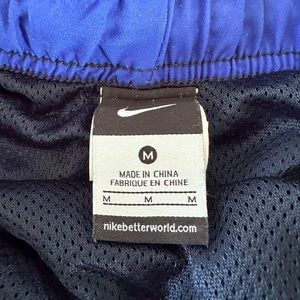 M
MADE IN CHINA
FABRIQUE EN CHINE
M M M
nikebetterworld.com